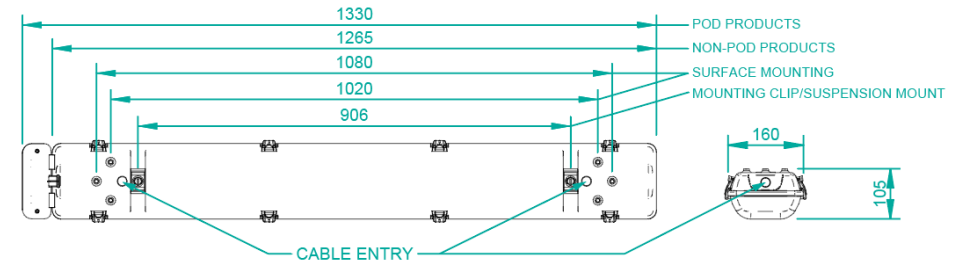 1330
POD PRODUCTS
1265
NON-POD PRODUCTS
1080
SURFACE MOUNTING
1020
MOUNTING CLIP/SUSPENSION MOUNT
906
160
105
CABLE ENTRY